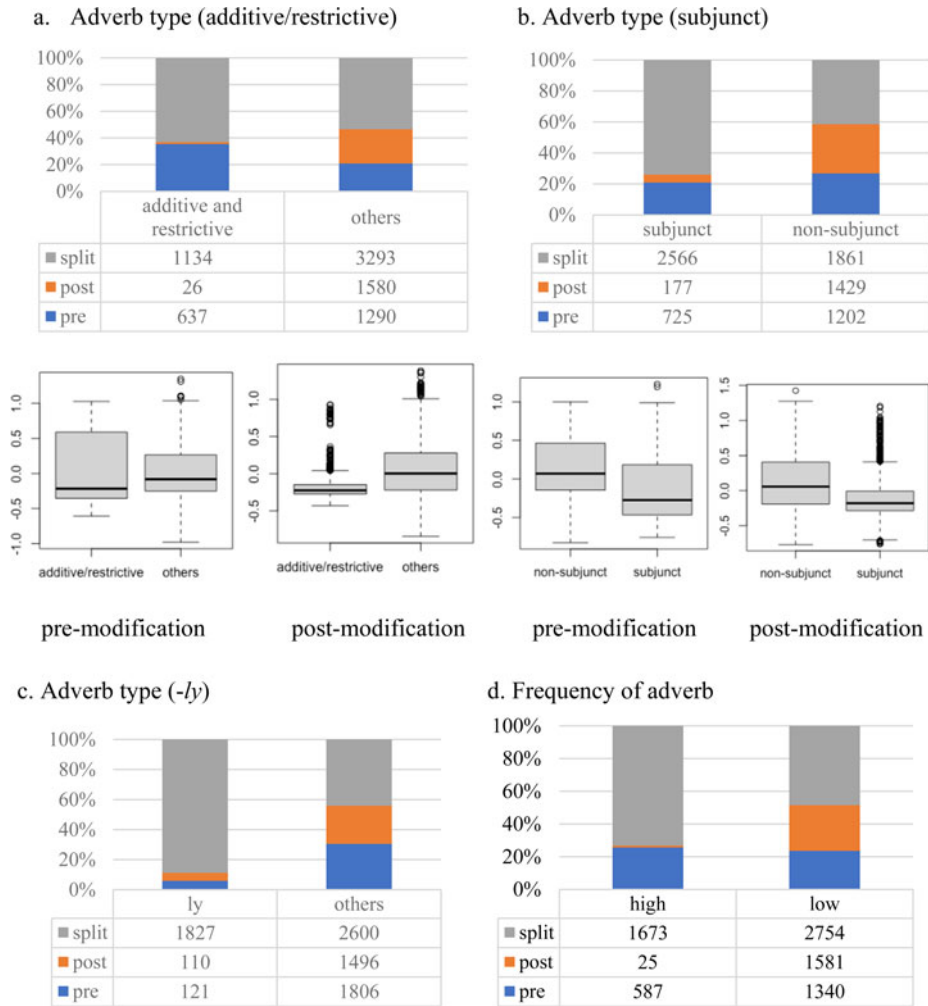 a. Adverb type (additive/restrictive)
100%
80%
60%
40%
20%
0%
additive and restrictive others
split 1134 3293
post 26 1580
pre 637 1290
b. Adverb type (subjunct)
100%
80%
60%
40%
20%
0%
subjunct non-subjunct
split 2566 1861
post 177 1429
pre 725 1202
1.0
0.5
0.0
-0.5
-1.0
additive/restrictive others
pre-modification
1.0
0.5
0.0
-0.5
additive/restrictive others
post-modification
1.0
0.5
0.0
-0.5
non-subjunct subjunct
pre-modification
1.5
1.0
0.5
0.0
-0.5
non-subjunct subjunct
post-modification
c. Adverb type (-ly)
100%
80%
60%
40%
20%
0%
ly others
split 1827 2600
post 110 1496
pre 121 1806
d. Frequency of adverb
100%
80%
60%
40%
20%
0%
high low
split 1673 2754
post 25 1581
pre 587 1340